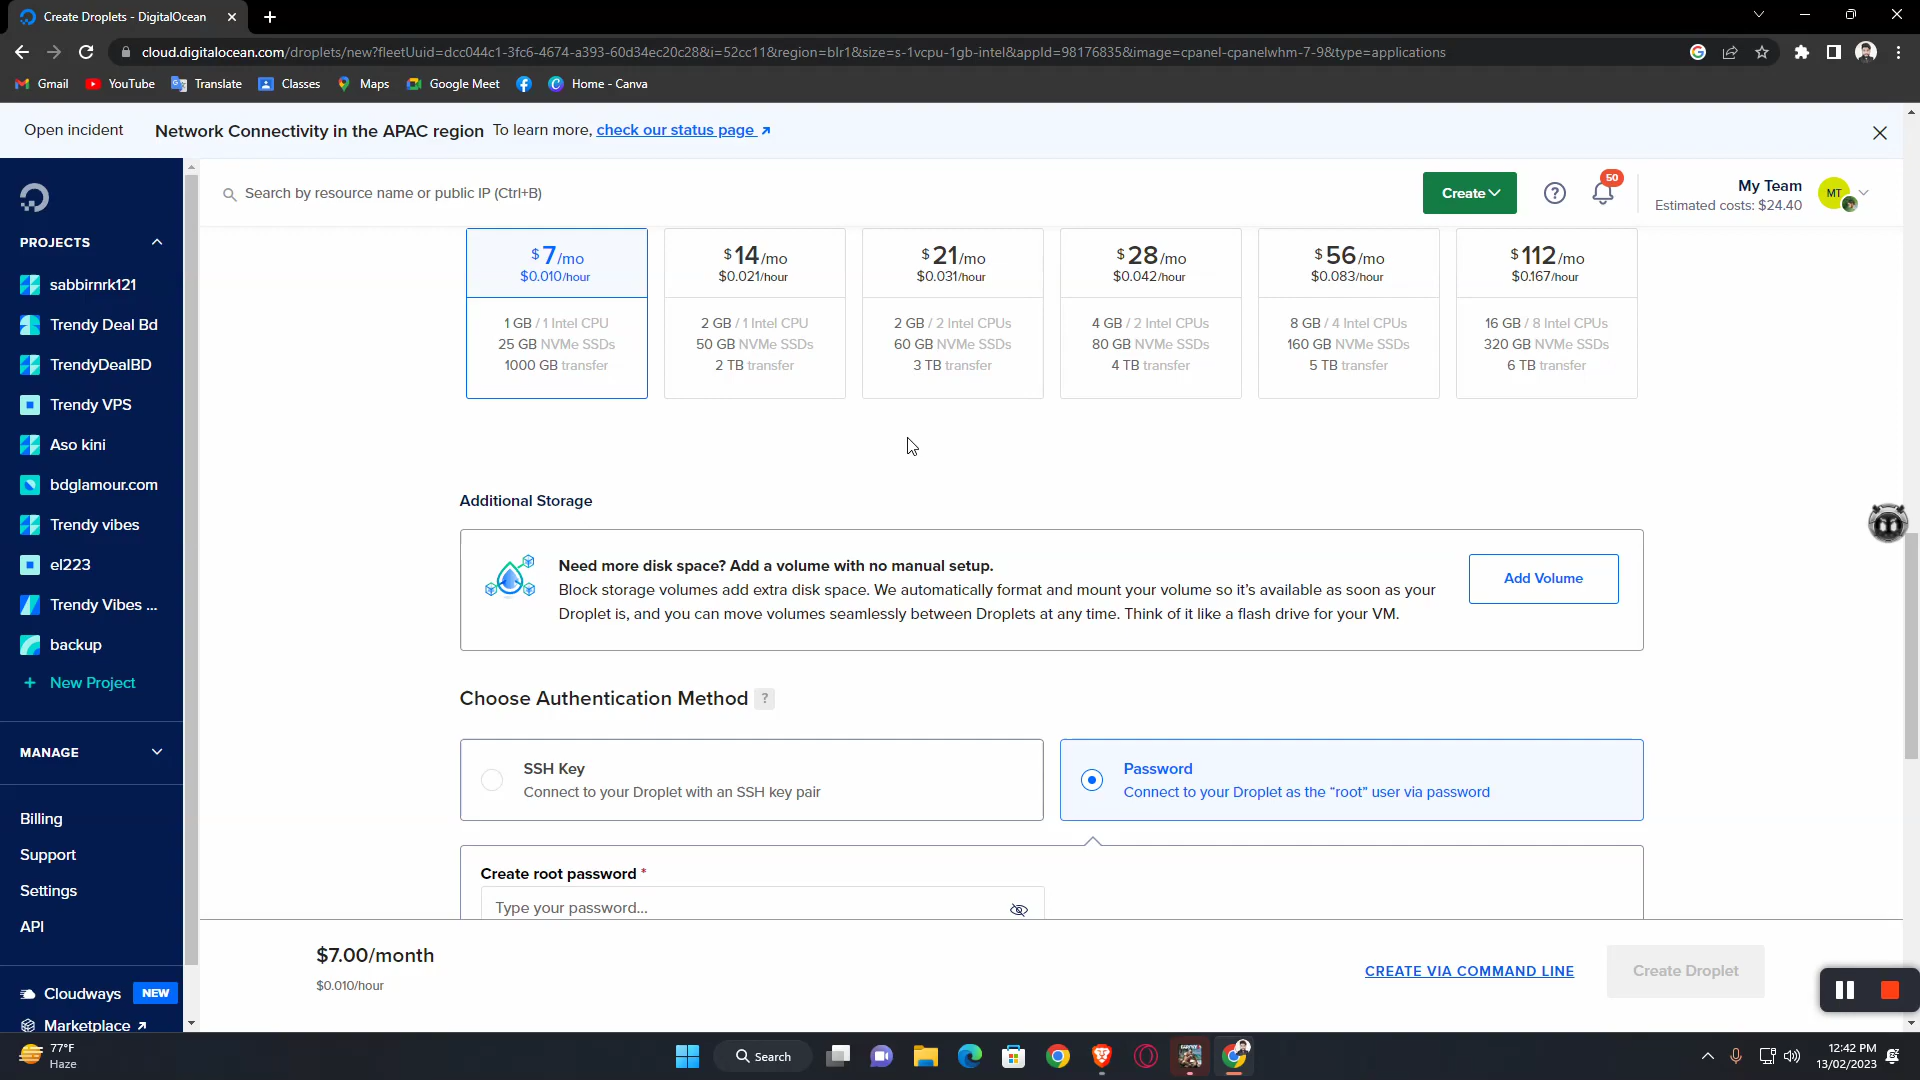 Create Droplets - DigitalOcean
cloud.digitalocean.com/droplets/new?fleetUuid=dcc044c1-3fc6-4674-a393-60d34ec20c28&i=52cc11&region=blr1&size=s-1vcpu-1gb-intel&appId=98176835&image=cpanel-cpanelwhm-7-9&type=applications
Gmail YouTube Translate Classes Maps Google Meet Home - Canva
Open incident Network Connectivity in the APAC region To learn more, check our status page
Search by resource name or public IP (Ctrl+B)
Create
50
My Team
Estimated costs: $24.40
MT
PROJECTS
sabbirnrk121
Trendy Deal Bd
TrendyDealBD
Trendy VPS
Aso kini
bdglamour.com
Trendy vibes
el223
Trendy Vibes ...
backup
+ New Project
MANAGE
Billing
Support
Settings
API
Cloudways NEW
Marketplace
$7/mo
$0.010/hour
1 GB / 1 Intel CPU
25 GB NVMe SSDs
1000 GB transfer
$14/mo
$0.021/hour
2 GB / 1 Intel CPU
50 GB NVMe SSDs
2 TB transfer
$21/mo
$0.031/hour
2 GB / 2 Intel CPUs
60 GB NVMe SSDs
3 TB transfer
$28/mo
$0.042/hour
4 GB / 2 Intel CPUs
80 GB NVMe SSDs
4 TB transfer
$56/mo
$0.083/hour
8 GB / 4 Intel CPUs
160 GB NVMe SSDs
5 TB transfer
$112/mo
$0.167/hour
16 GB / 8 Intel CPUs
320 GB NVMe SSDs
6 TB transfer
Additional Storage
Need more disk space? Add a volume with no manual setup.
Block storage volumes add extra disk space. We automatically format and mount your volume so it’s available as soon as your
Droplet is, and you can move volumes seamlessly between Droplets at any time. Think of it like a flash drive for your VM.
Add Volume
Choose Authentication Method ?
SSH Key
Connect to your Droplet with an SSH key pair
Password
Connect to your Droplet as the “root” user via password
Create root password *
Type your password...
$7.00/month
$0.010/hour
CREATE VIA COMMAND LINE
Create Droplet
77°F
Haze
Search
12:42 PM
13/02/2023